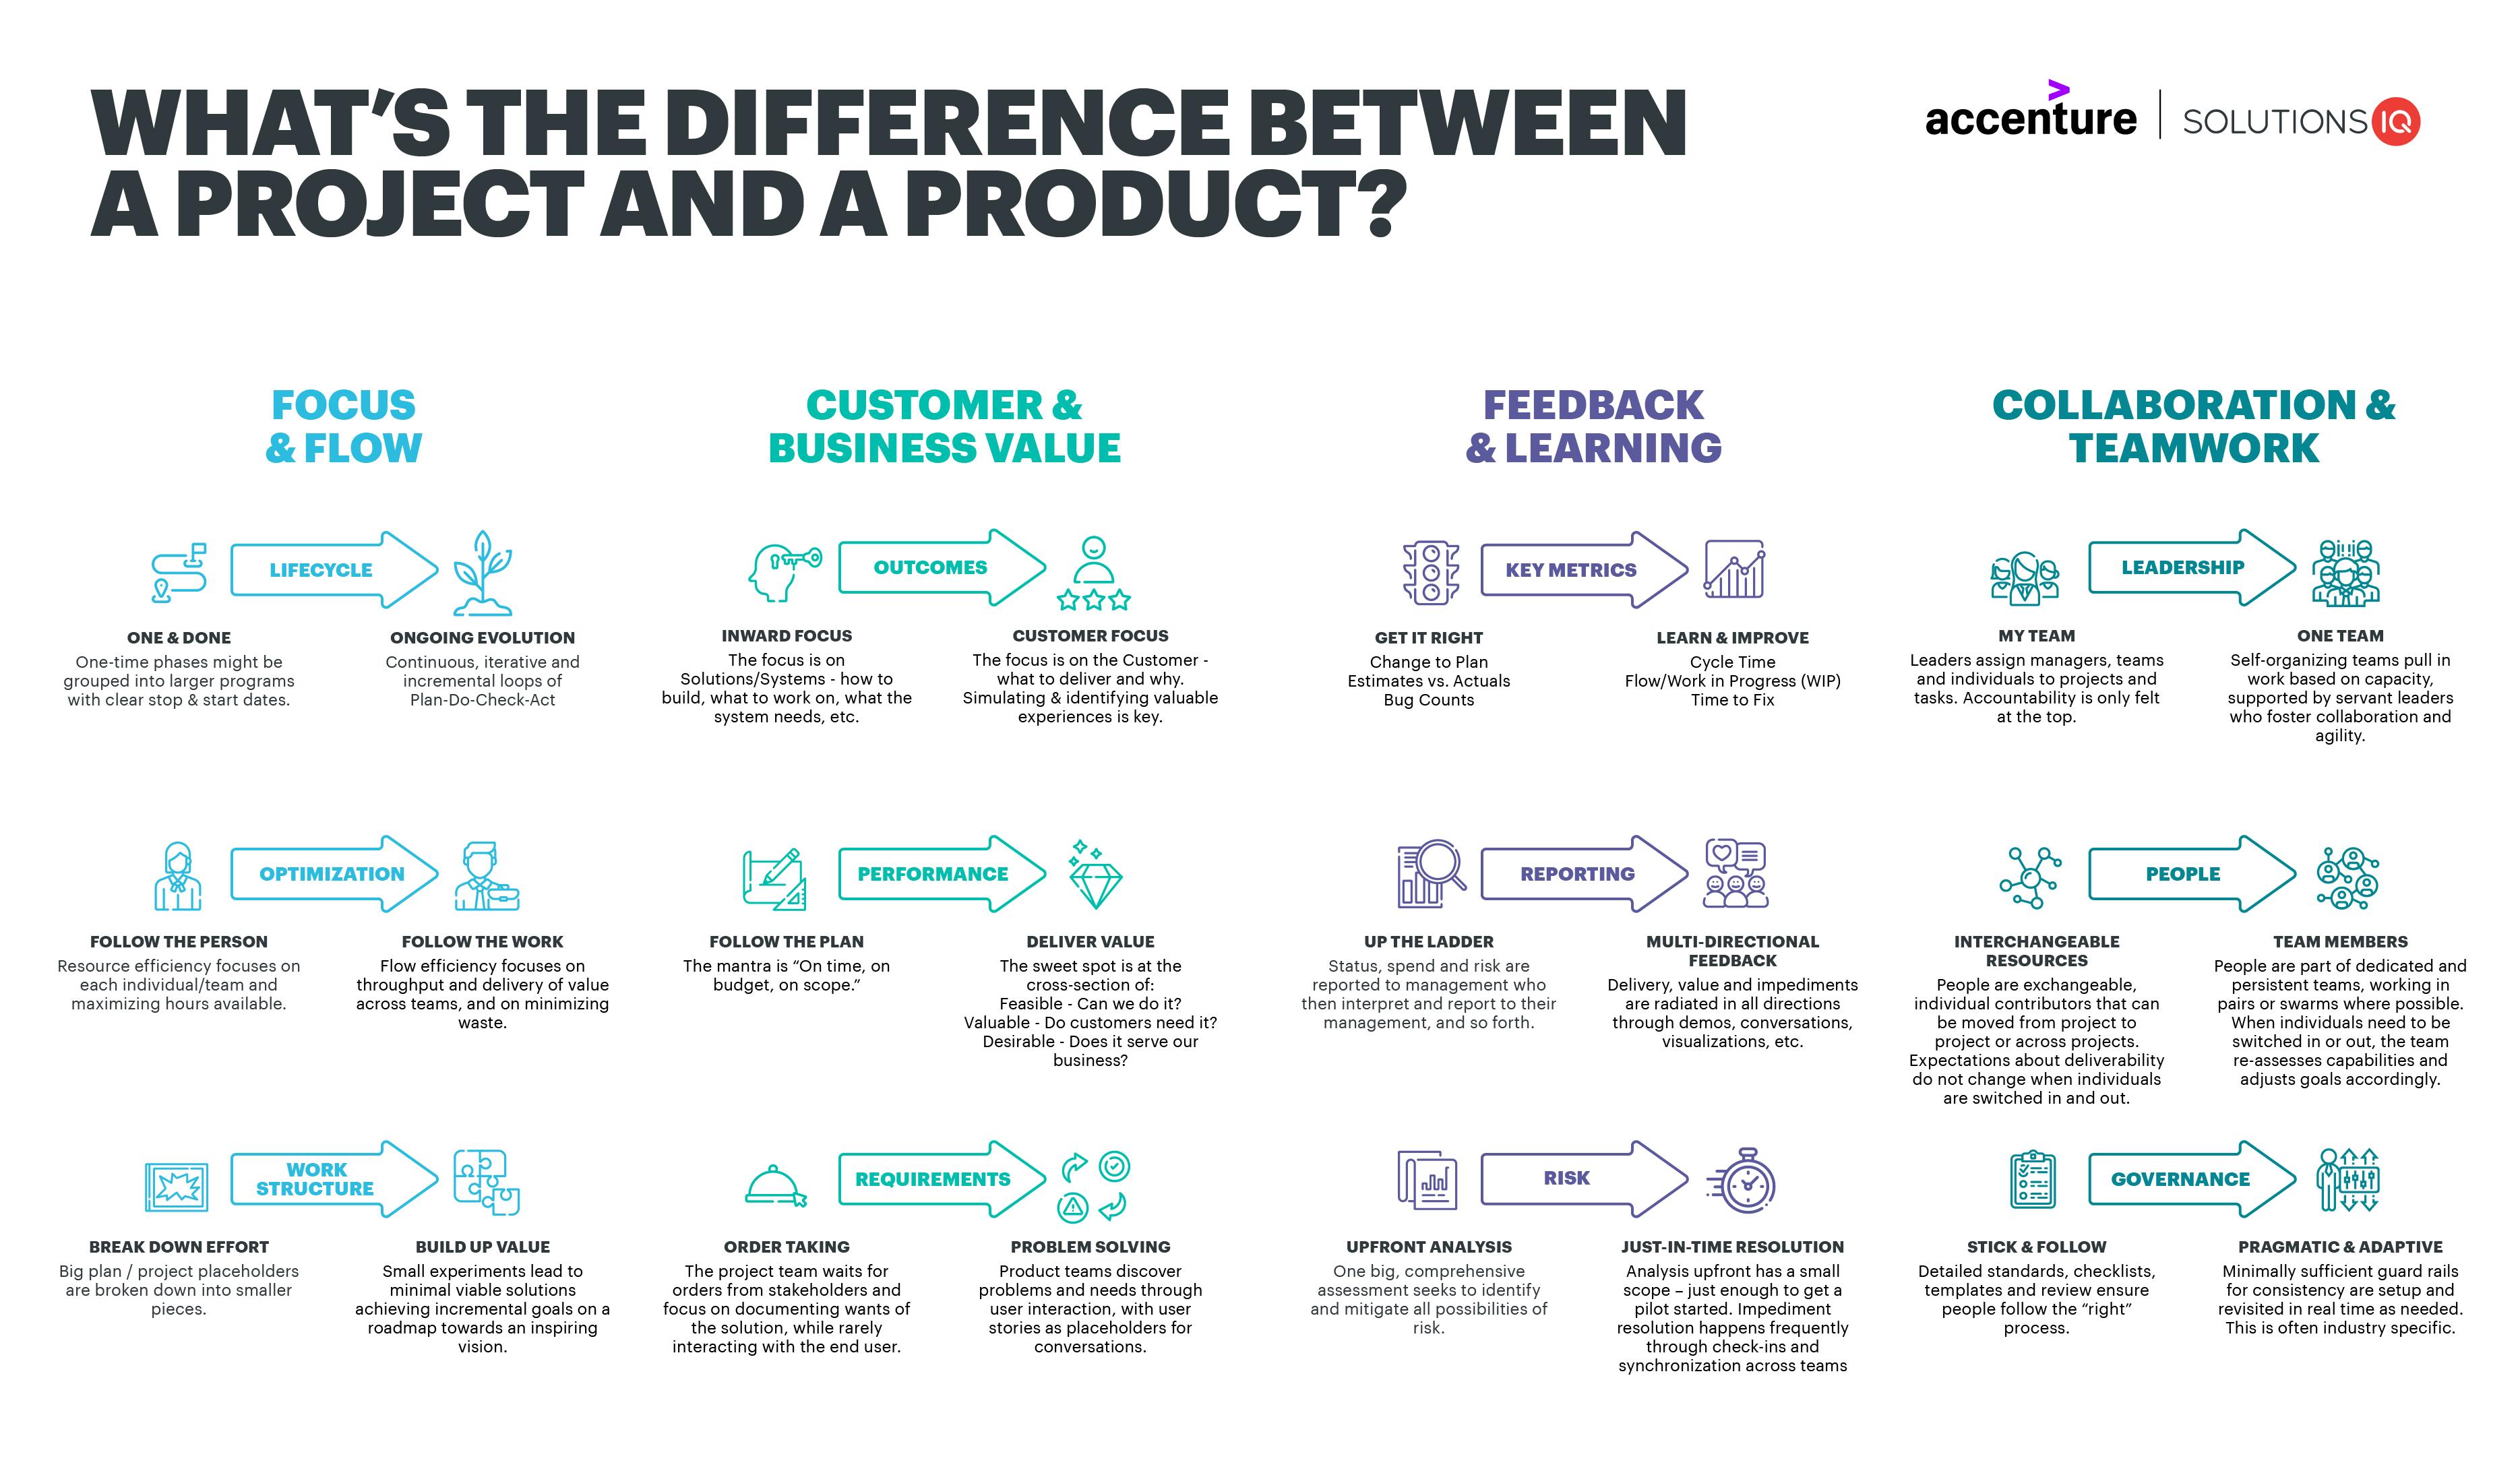 WHAT'S THE DIFFERENCE BETWEEN
A PROJECT AND A PRODUCT?
accenture
SOLUTIONS IQ
FOCUS
& FLOW
LIFECYCLE
ONE & DONE
One-time phases might be
grouped into larger programs
with clear stop & start dates.
ONGOING EVOLUTION
Continuous, iterative and
incremental loops of
Plan-Do-Check-Act
OPTIMIZATION
FOLLOW THE PERSON
Resource efficiency focuses on
each individual/team and
maximizing hours available.
FOLLOW THE WORK
Flow efficiency focuses on
throughput and delivery of value
across teams, and on minimizing
waste.
WORK
STRUCTURE
BREAK DOWN EFFORT
Big plan / project placeholders
are broken down into smaller
pieces.
BUILD UP VALUE
Small experiments lead to
minimal viable solutions
achieving incremental goals on a
roadmap towards an inspiring
vision.
CUSTOMER &
BUSINESS VALUE
OUTCOMES
INWARD FOCUS
The focus is on
Solutions/Systems - how to
build, what to work on, what the
system needs, etc.
CUSTOMER FOCUS
The focus is on the Customer -
what to deliver and why.
Simulating & identifying valuable
experiences is key.
PERFORMANCE
FOLLOW THE PLAN
The mantra is “On time, on
budget, on scope.”
DELIVER VALUE
The sweet spot is at the
cross-section of:
Feasible - Can we do it?
Valuable - Do customers need it?
Desirable - Does it serve our
business?
REQUIREMENTS
ORDER TAKING
The project team waits for
orders from stakeholders and
focus on documenting wants of
the solution, while rarely
interacting with the end user.
PROBLEM SOLVING
Product teams discover
problems and needs through
user interaction, with user
stories as placeholders for
conversations.
FEEDBACK
& LEARNING
KEY METRICS
GET IT RIGHT
Change to Plan
Estimates vs. Actuals
Bug Counts
LEARN & IMPROVE
Cycle Time
Flow/Work in Progress (WIP)
Time to Fix
REPORTING
UP THE LADDER
Status, spend and risk are
reported to management who
then interpret and report to their
management, and so forth.
MULTI-DIRECTIONAL
FEEDBACK
Delivery, value and impediments
are radiated in all directions
through demos, conversations,
visualizations, etc.
RISK
UPFRONT ANALYSIS
One big, comprehensive
assessment seeks to identify
and mitigate all possibilities of
risk.
JUST-IN-TIME RESOLUTION
Analysis upfront has a small
scope – just enough to get a
pilot started. Impediment
resolution happens frequently
through check-ins and
synchronization across teams
COLLABORATION &
TEAMWORK
LEADERSHIP
MY TEAM
Leaders assign managers, teams
and individuals to projects and
tasks. Accountability is only felt
at the top.
ONE TEAM
Self-organizing teams pull in
work based on capacity,
supported by servant leaders
who foster collaboration and
agility.
PEOPLE
INTERCHANGEABLE
RESOURCES
People are exchangeable,
individual contributors that can
be moved from project to
project or across projects.
Expectations about deliverability
do not change when individuals
are switched in and out.
TEAM MEMBERS
People are part of dedicated and
persistent teams, working in
pairs or swarms where possible.
When individuals need to be
switched in or out, the team
re-assesses capabilities and
adjusts goals accordingly.
GOVERNANCE
STICK & FOLLOW
Detailed standards, checklists,
templates and review ensure
people follow the “right”
process.
PRAGMATIC & ADAPTIVE
Minimally sufficient guard rails
for consistency are setup and
revisited in real time as needed.
This is often industry specific.